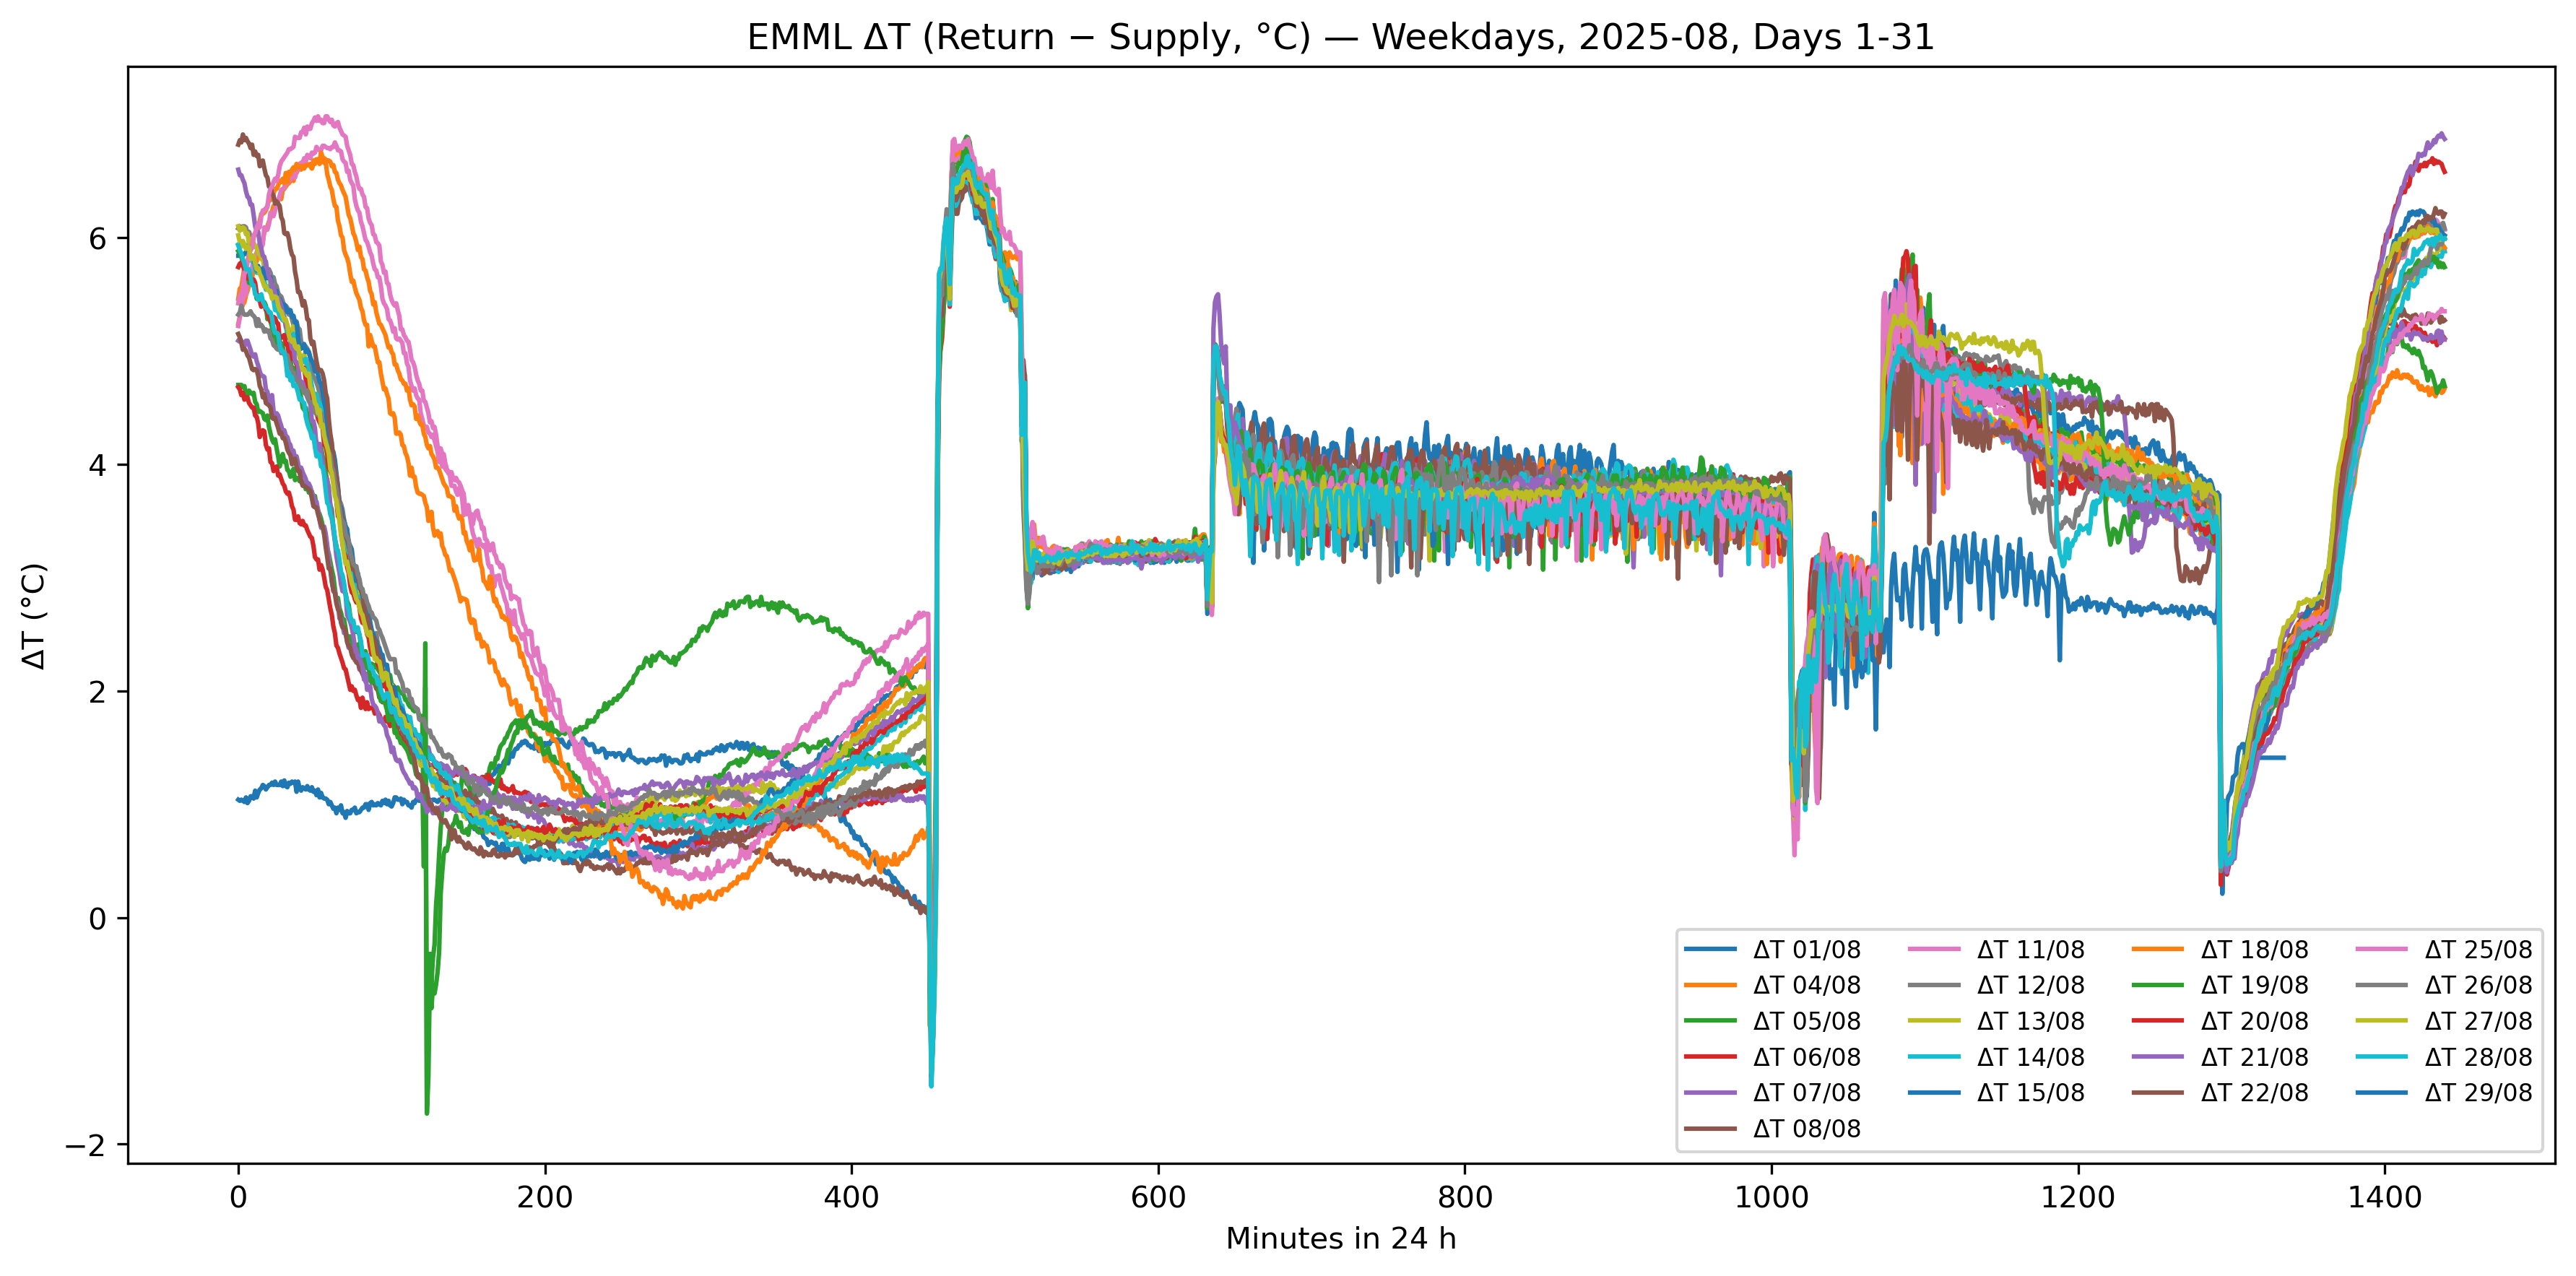 EMML ΔT (Return − Supply, °C) — Weekdays, 2025-08, Days 1-31
ΔT (°C)
6
4
2
0
−2
0 200 400 600 800 1000 1200 1400
Minutes in 24 h
ΔT 01/08
ΔT 04/08
ΔT 05/08
ΔT 06/08
ΔT 07/08
ΔT 08/08
ΔT 11/08
ΔT 12/08
ΔT 13/08
ΔT 14/08
ΔT 15/08
ΔT 18/08
ΔT 19/08
ΔT 20/08
ΔT 21/08
ΔT 22/08
ΔT 25/08
ΔT 26/08
ΔT 27/08
ΔT 28/08
ΔT 29/08